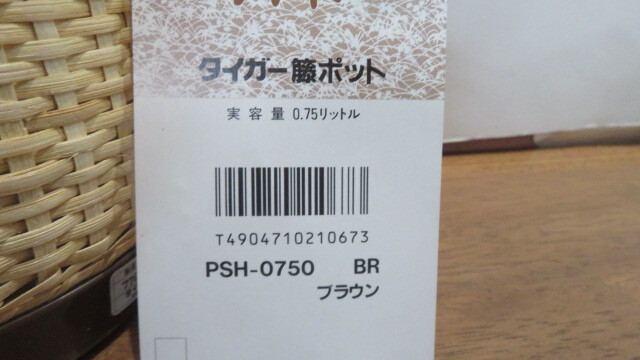 タイガー籐ポット
実容量 0.75リットル
T4904710210673
PSH-0750 BR
ブラウン